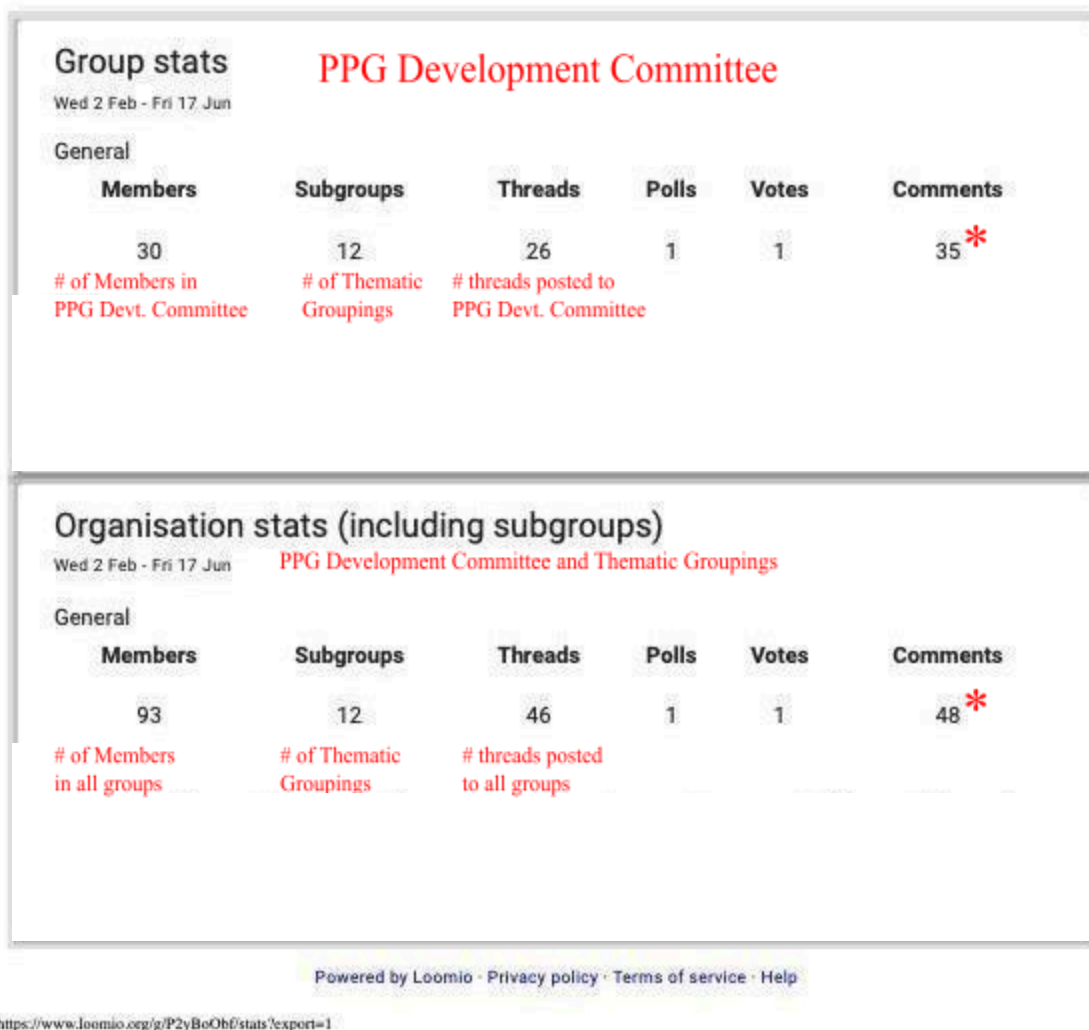 Group stats PPG Development Committee
Wed 2 Feb - Fri 17 Jun
General
Members Subgroups Threads Polls Votes Comments
30 12 26 1 1 35*
# of Members in # of Thematic # threads posted to
PPG Devt. Committee Groupings PPG Devt. Committee
Organisation stats (including subgroups)
Wed 2 Feb - Fri 17 Jun PPG Development Committee and Thematic Groupings
General
Members Subgroups Threads Polls Votes Comments
93 12 46 1 1 48*
# of Members # of Thematic # threads posted
in all groups Groupings to all groups
Powered by Loomio · Privacy policy · Terms of service · Help
https://www.loomio.org/g/P2yBoObf/stats?export=1